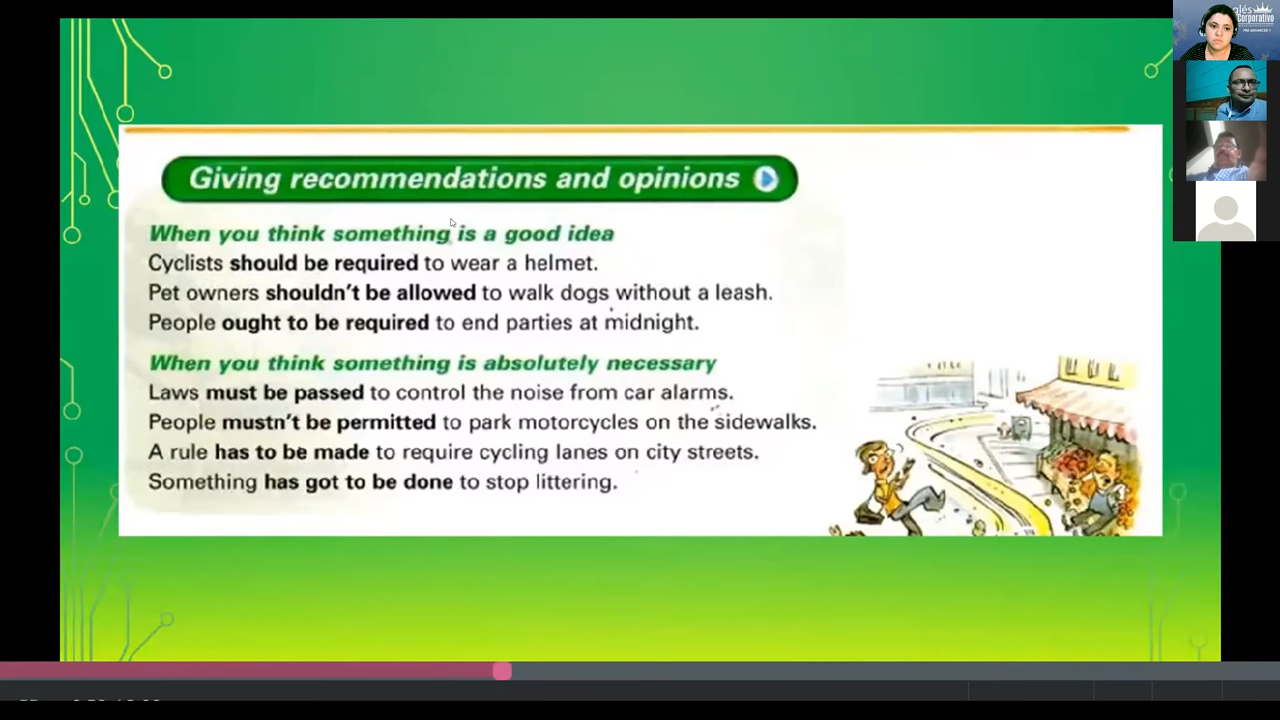 Giving recommendations and opinions
When you think something is a good idea
Cyclists should be required to wear a helmet.
Pet owners shouldn't be allowed to walk dogs without a leash.
People ought to be required to end parties at midnight.
When you think something is absolutely necessary
Laws must be passed to control the noise from car alarms.
People mustn't be permitted to park motorcycles on the sidewalks.
A rule has to be made to require cycling lanes on city streets.
Something has got to be done to stop littering.
glés
Corporativo